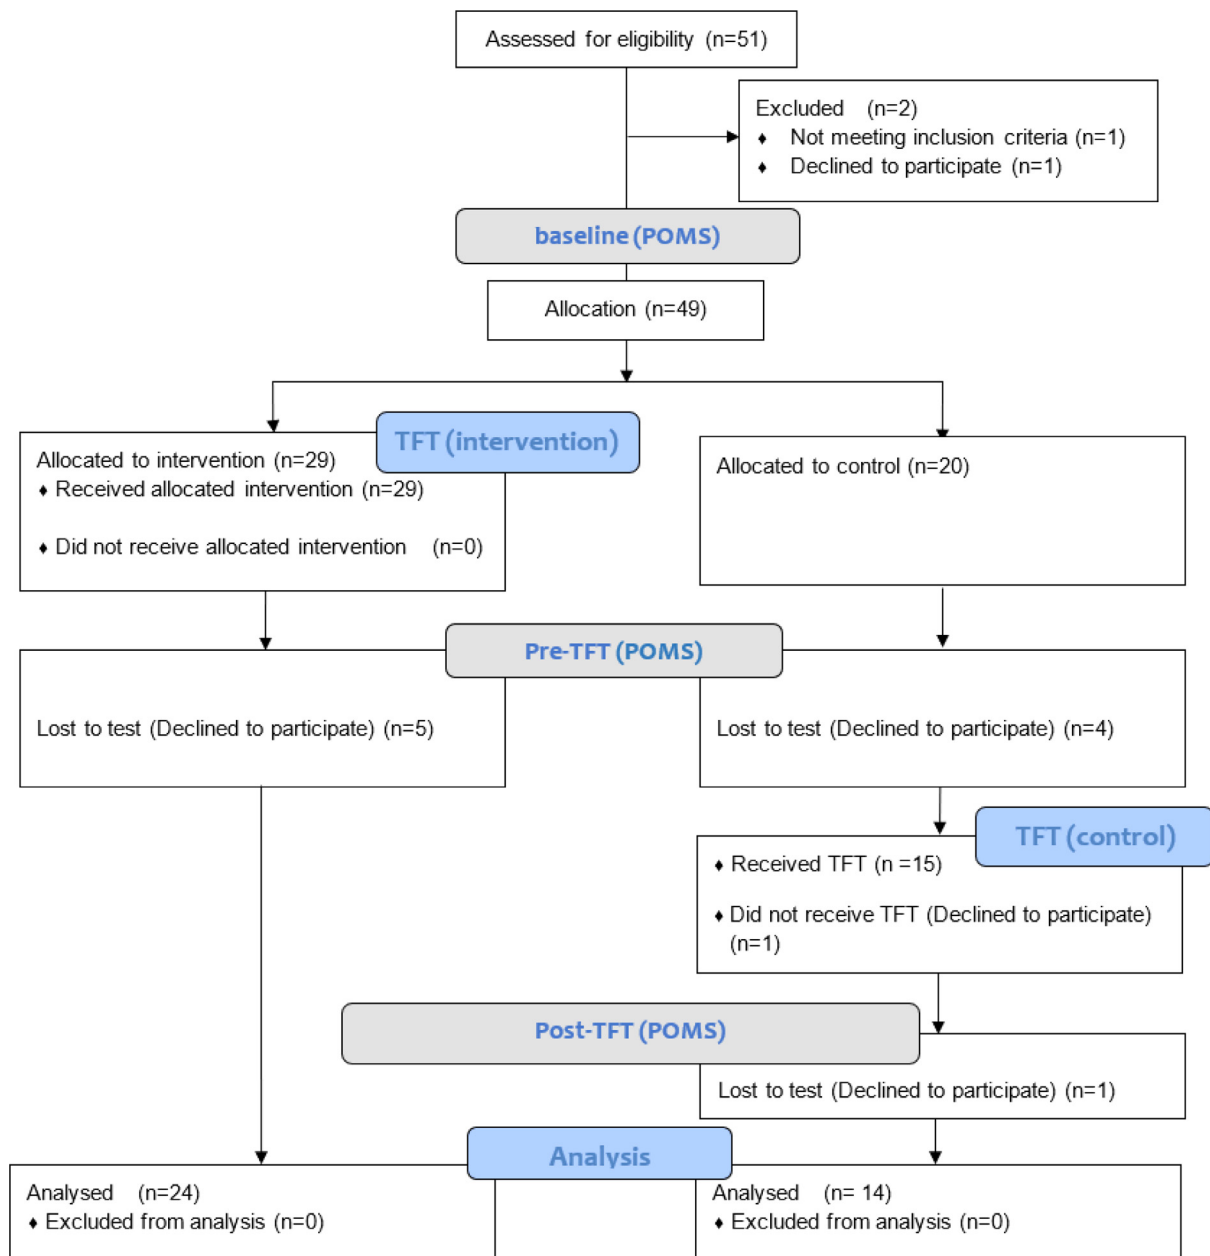 Assessed for eligibility (n=51)
Excluded (n=2)
♦ Not meeting inclusion criteria (n=1)
♦ Declined to participate (n=1)
baseline (POMS)
Allocation (n=49)
TFT (intervention)
Allocated to intervention (n=29)
♦ Received allocated intervention (n=29)
♦ Did not receive allocated intervention (n=0)
Allocated to control (n=20)
Pre-TFT (POMS)
Lost to test (Declined to participate) (n=5)
Lost to test (Declined to participate) (n=4)
TFT (control)
♦ Received TFT (n =15)
♦ Did not receive TFT (Declined to participate)
(n=1)
Post-TFT (POMS)
Lost to test (Declined to participate) (n=1)
Analysis
Analysed (n=24)
♦ Excluded from analysis (n=0)
Analysed (n= 14)
♦ Excluded from analysis (n=0)